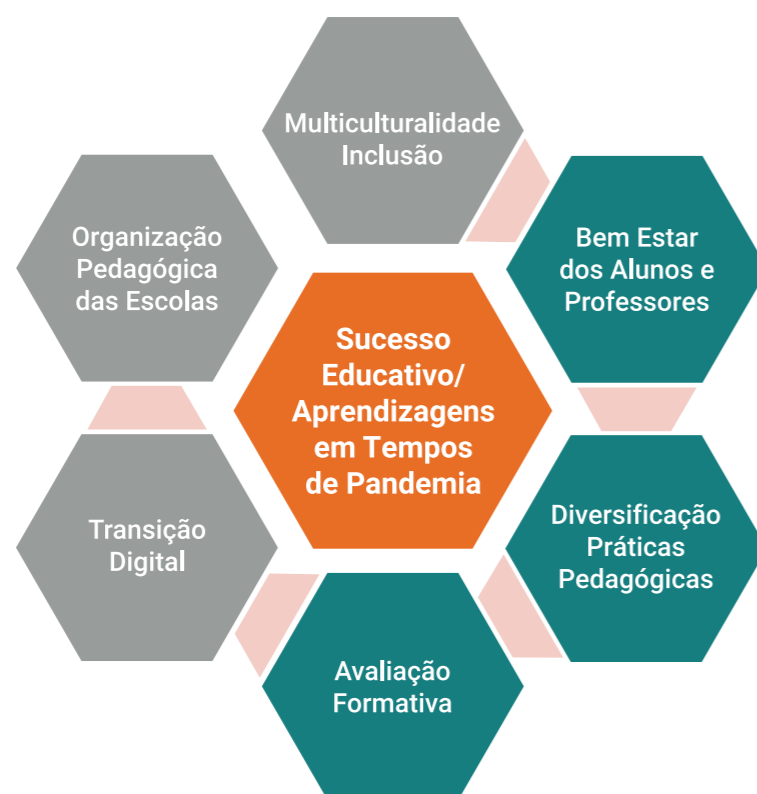 Multiculturalidade
Inclusão
Organização
Pedagógica
das Escolas
Bem Estar
dos Alunos e
Professores
Sucesso
Educativo/
Aprendizagens
em Tempos
de Pandemia
Transição
Digital
Diversificação
Práticas
Pedagógicas
Avaliação
Formativa